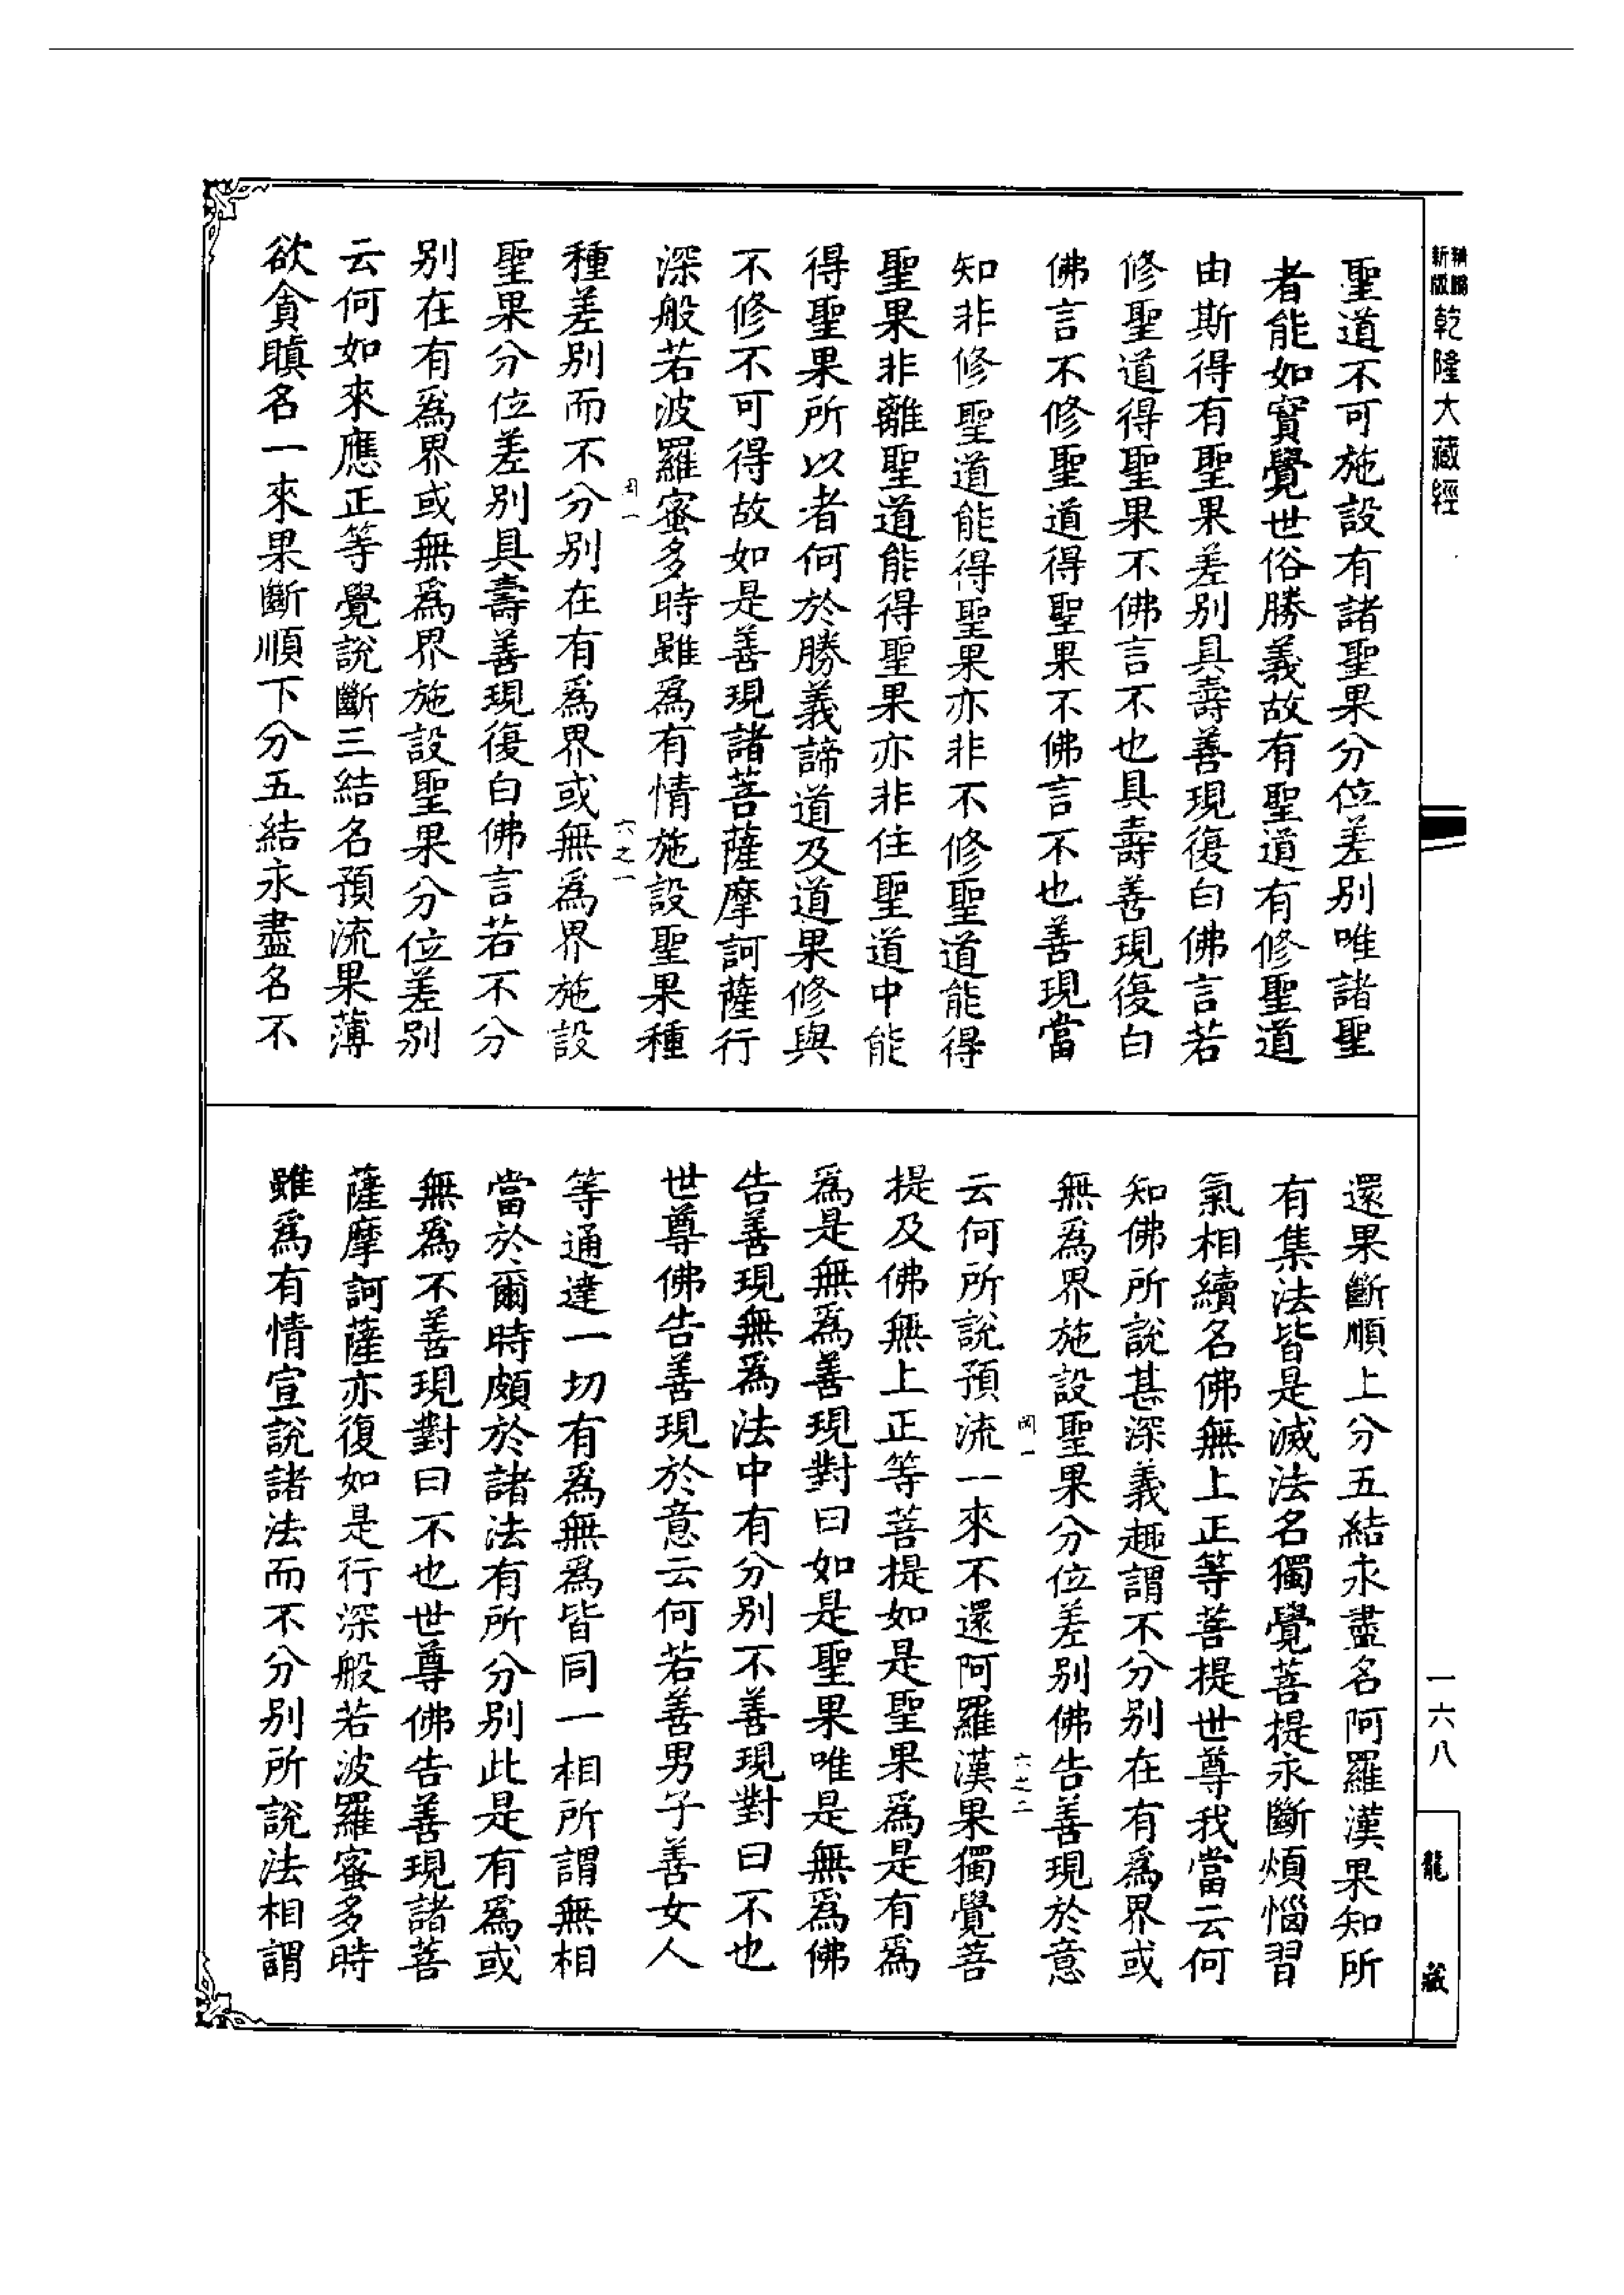 乾隆大藏經
聖道不可施設有諸聖果分位差別唯諸聖
者能如實覺世俗勝義故有聖道有修聖道
由斯得有聖果差別具壽善現復白佛言若
修聖道得聖果不佛言不也具壽善現復白
佛言不修聖道得聖果不佛言不也善現當
知非修聖道能得聖果亦非不修聖道能得
聖果非離聖道能得聖果亦非住聖道中能
得聖果所以者何於勝義諦道及道果修與
不修不可得故如是善現諸菩薩摩訶薩行
深般若波羅蜜多時雖爲有情施設聖果種
六之一
種差別而不分別在有爲界或無爲界施設
聖果分位差別具壽善現復白佛言若不分
別在有爲界或無爲界施設聖果分位差別
云何如來應正等覺說斷三結名預流果薄
欲貪瞋名一來果斷順下分五結永盡名不
還果斷順上分五結永盡名阿羅漢果知所
有集法皆是滅法名獨覺菩提永斷煩惱習
氣相續名佛無上正等菩提世尊我當云何
知佛所說甚深義趣謂不分別在有爲界或
無爲界施設聖果分位差別佛告善現於意
六之二
云何所說預流一來不還阿羅漢果獨覺菩
提及佛無上正等菩提如是聖果爲是有爲
爲是無爲善現對曰如是聖果唯是無爲佛
告善現無爲法中有分別不善現對曰不也
世尊佛告善現於意云何若善男子善女人
等通達一切有爲無爲皆同一相所謂無相
當於爾時頗於諸法有所分別此是有爲或
無爲不善現對曰不也世尊佛告善現諸菩
薩摩訶薩亦復如是行深般若波羅蜜多時
雖爲有情宣說諸法而不分別所說法相謂
一六八
龍藏